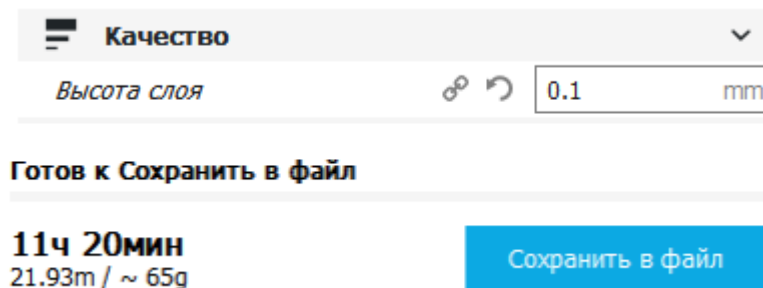 Качество
Высота слоя 0.1 mm
Готов к Сохранить в файл
11ч 20мин
21.93m / ~ 65g
Сохранить в файл